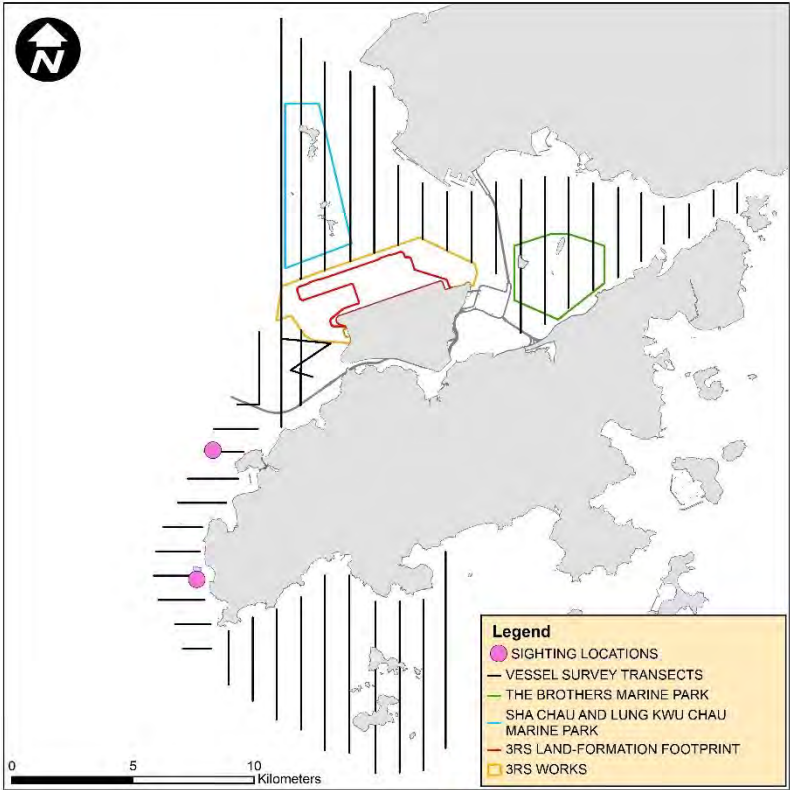 N
Legend
SIGHTING LOCATIONS
VESSEL SURVEY TRANSECTS
THE BROTHERS MARINE PARK
SHA CHAU AND LUNG KWU CHAU
MARINE PARK
3RS LAND-FORMATION FOOTPRINT
3RS WORKS
0 5 10
Kilometers